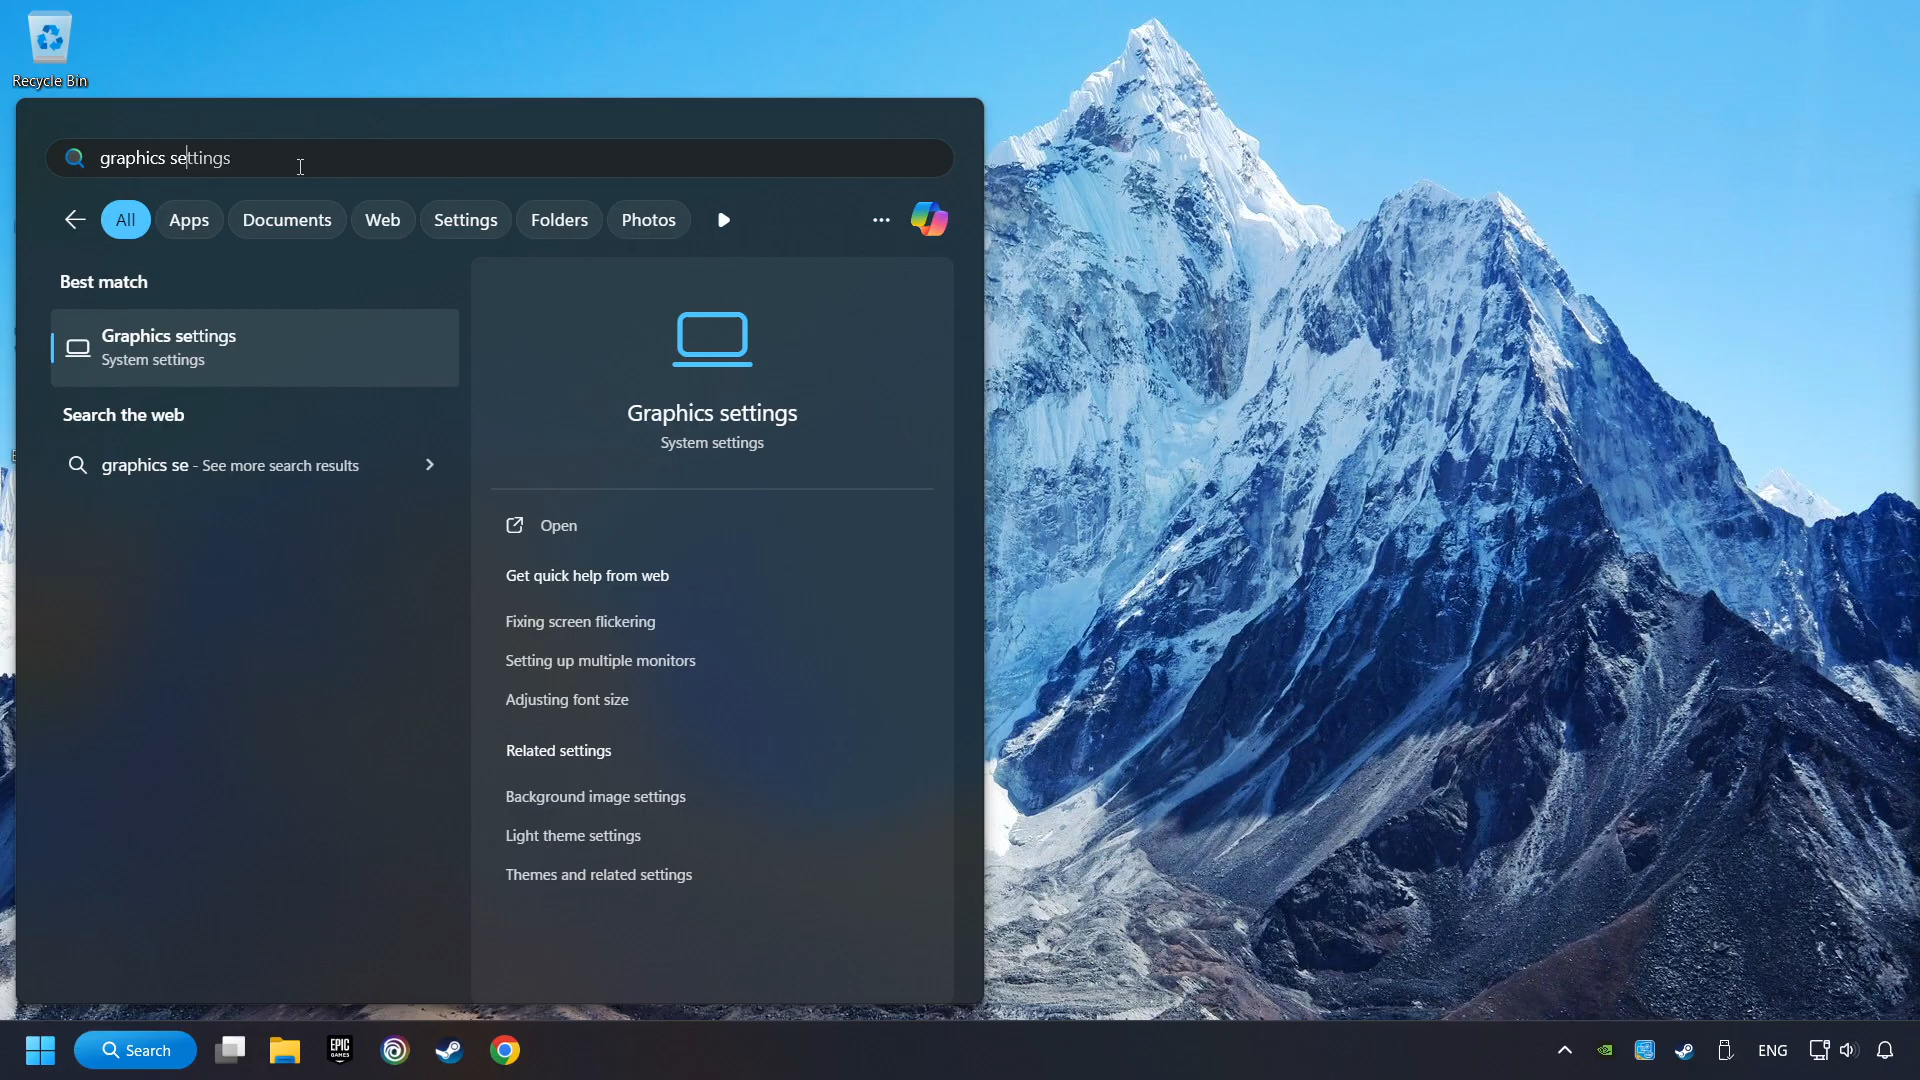 Recycle Bin
graphics settings
All
Apps
Documents
Web
Settings
Folders
Photos
Best match
Graphics settings
System settings
Search the web
graphics se - See more search results
Graphics settings
System settings
Open
Get quick help from web
Fixing screen flickering
Setting up multiple monitors
Adjusting font size
Related settings
Background image settings
Light theme settings
Themes and related settings
Search
EPIC
GAMES
ENG